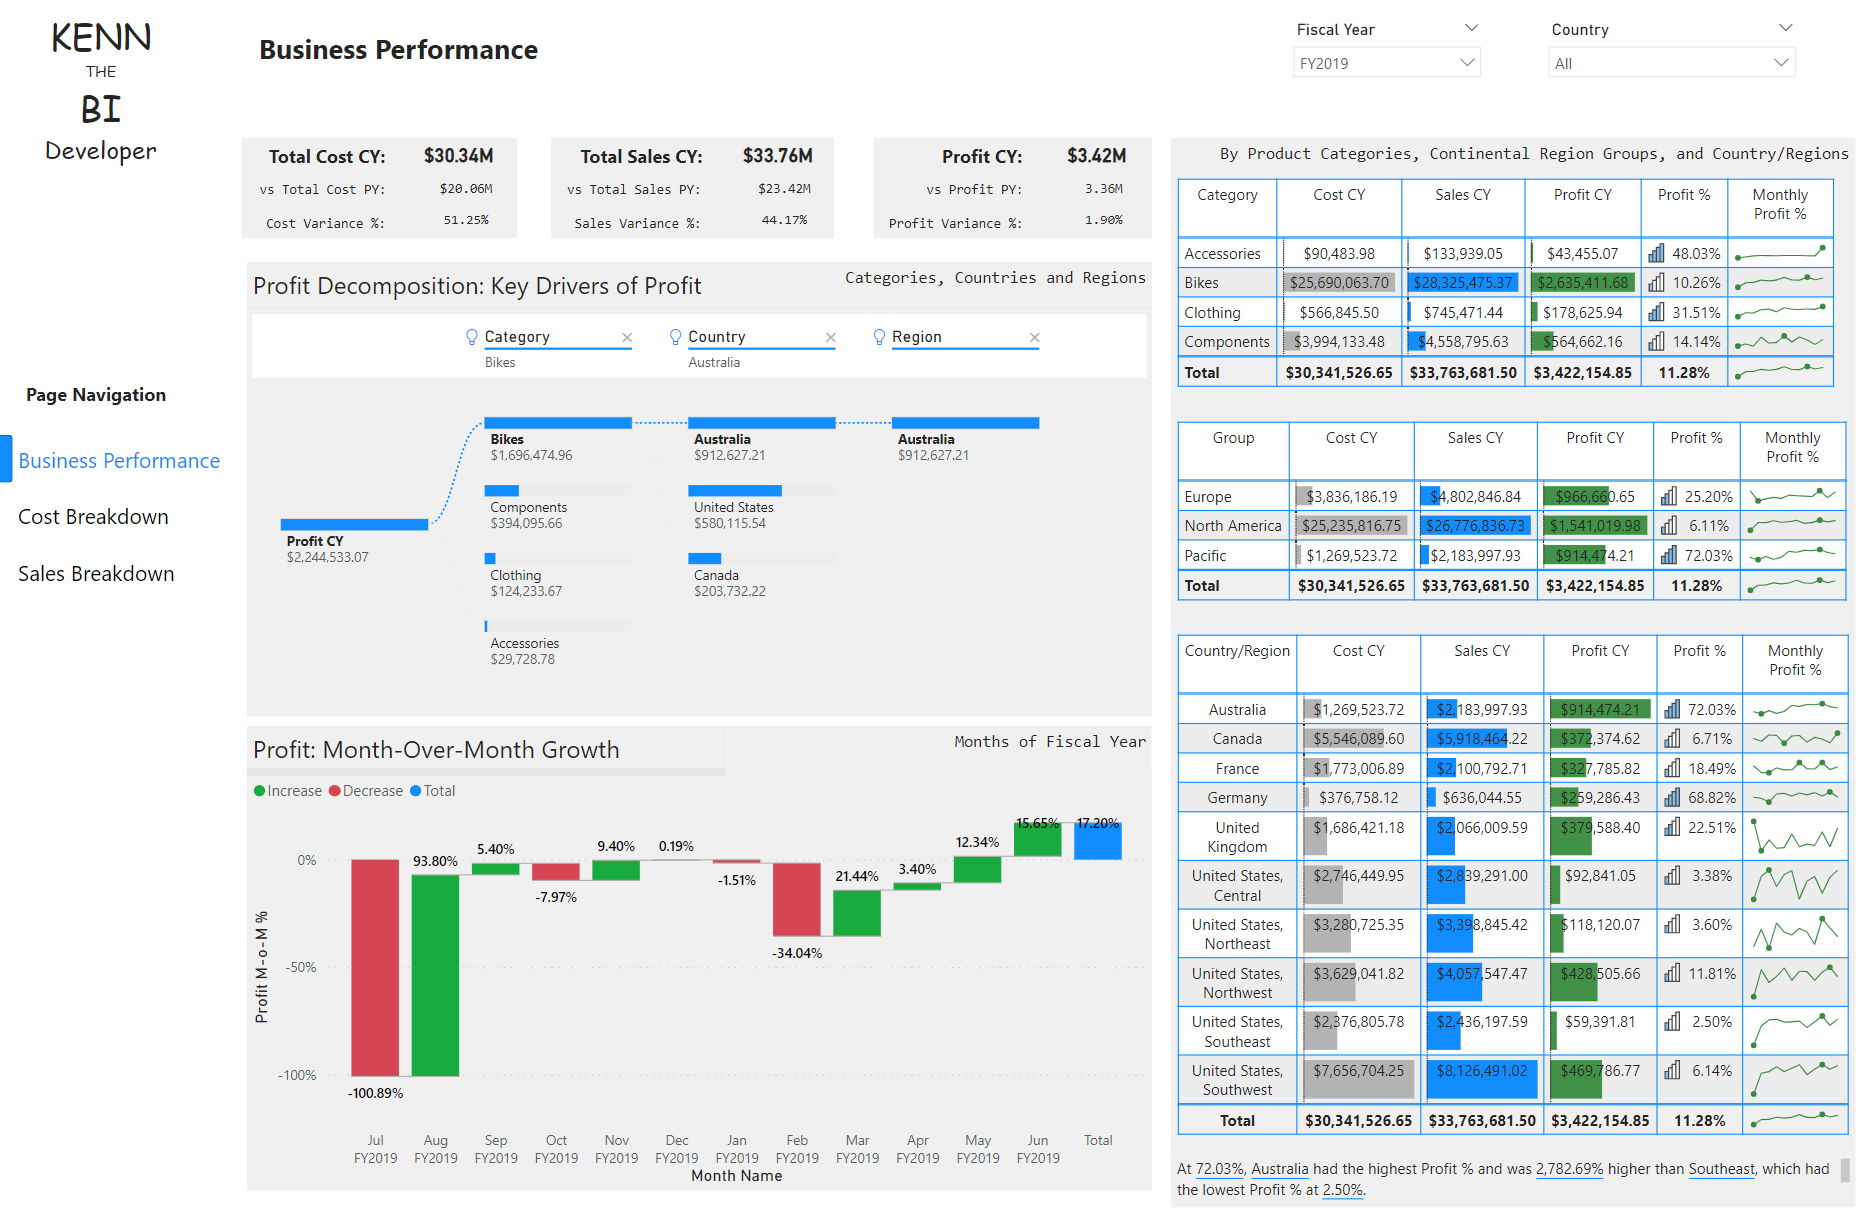 KENN
THE
BI
Developer
Business Performance
Fiscal Year
FY2019
Country
All
Page Navigation
Business Performance
Cost Breakdown
Sales Breakdown
Total Cost CY: $30.34M
vs Total Cost PY: $20.06M
Cost Variance %: 51.25%
Total Sales CY: $33.76M
vs Total Sales PY: $23.42M
Sales Variance %: 44.17%
Profit CY: $3.42M
vs Profit PY: 3.36M
Profit Variance %: 1.90%
Profit Decomposition: Key Drivers of Profit
Categories, Countries and Regions
Category
Bikes
Country
Australia
Region
Profit CY
$2,244,533.07
Bikes
$1,696,474.96
Components
$394,095.66
Clothing
$124,233.67
Accessories
$29,728.78
Australia
$912,627.21
United States
$580,115.54
Canada
$203,732.22
Australia
$912,627.21
Profit: Month-Over-Month Growth
Months of Fiscal Year
Increase Decrease Total
Profit M-o-M %
0%
-50%
-100%
-100.89%
93.80%
5.40%
-7.97%
9.40%
0.19%
-1.51%
-34.04%
21.44%
3.40%
12.34%
15.65%
17.20%
Jul FY2019
Aug FY2019
Sep FY2019
Oct FY2019
Nov FY2019
Dec FY2019
Jan FY2019
Feb FY2019
Mar FY2019
Apr FY2019
May FY2019
Jun FY2019
Total
Month Name
By Product Categories, Continental Region Groups, and Country/Regions
Category Cost CY Sales CY Profit CY Profit % Monthly Profit %
Accessories $90,483.98 $133,939.05 $43,455.07 48.03%
Bikes $25,690,063.70 $28,325,475.37 $2,635,411.68 10.26%
Clothing $566,845.50 $745,471.44 $178,625.94 31.51%
Components $3,994,133.48 $4,558,795.63 $564,662.16 14.14%
Total $30,341,526.65 $33,763,681.50 $3,422,154.85 11.28%
Group Cost CY Sales CY Profit CY Profit % Monthly Profit %
Europe $3,836,186.19 $4,802,846.84 $966,660.65 25.20%
North America $25,235,816.75 $26,776,836.73 $1,541,019.98 6.11%
Pacific $1,269,523.72 $2,183,997.93 $914,474.21 72.03%
Total $30,341,526.65 $33,763,681.50 $3,422,154.85 11.28%
Country/Region Cost CY Sales CY Profit CY Profit % Monthly Profit %
Australia $1,269,523.72 $2,183,997.93 $914,474.21 72.03%
Canada $5,546,089.60 $5,918,464.22 $372,374.62 6.71%
France $1,773,006.89 $2,100,792.71 $327,785.82 18.49%
Germany $376,758.12 $636,044.55 $259,286.43 68.82%
United Kingdom $1,686,421.18 $2,066,009.59 $379,588.40 22.51%
United States, Central $2,746,449.95 $2,839,291.00 $92,841.05 3.38%
United States, Northeast $3,280,725.35 $3,398,845.42 $118,120.07 3.60%
United States, Northwest $3,629,041.82 $4,057,547.47 $428,505.66 11.81%
United States, Southeast $2,376,805.78 $2,436,197.59 $59,391.81 2.50%
United States, Southwest $7,656,704.25 $8,126,491.02 $469,786.77 6.14%
Total $30,341,526.65 $33,763,681.50 $3,422,154.85 11.28%
At 72.03%, Australia had the highest Profit % and was 2,782.69% higher than Southeast, which had
the lowest Profit % at 2.50%.